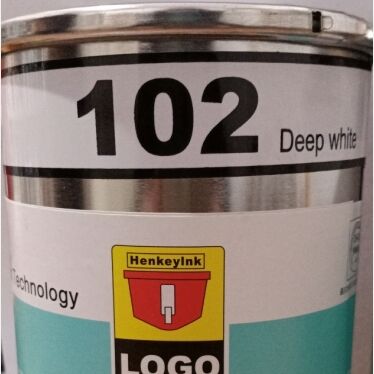 102 Deep white
Technology
HenkeyInk
LOGO